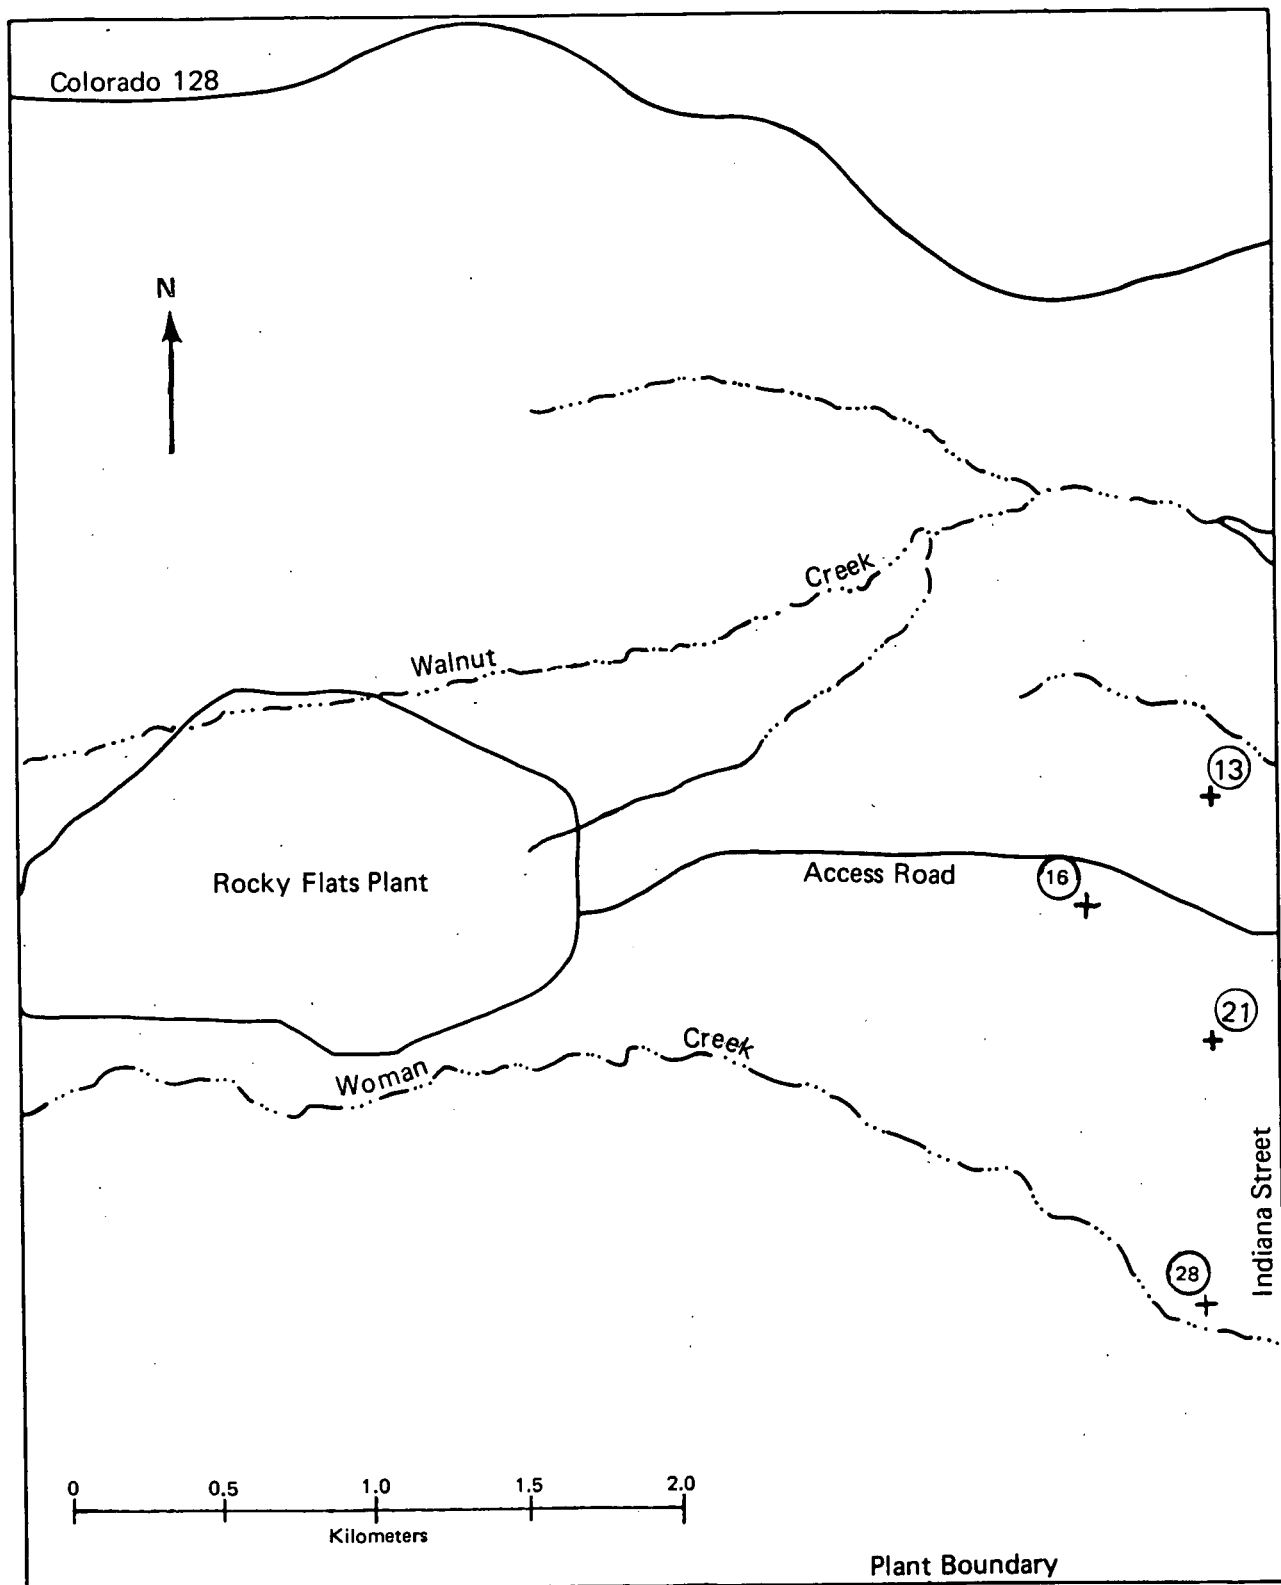 Colorado 128
N
Creek
Walnut
13
Rocky Flats Plant
Access Road
16
21
Creek
Woman
Indiana Street
28
0 0.5 1.0 1.5 2.0
Kilometers
Plant Boundary